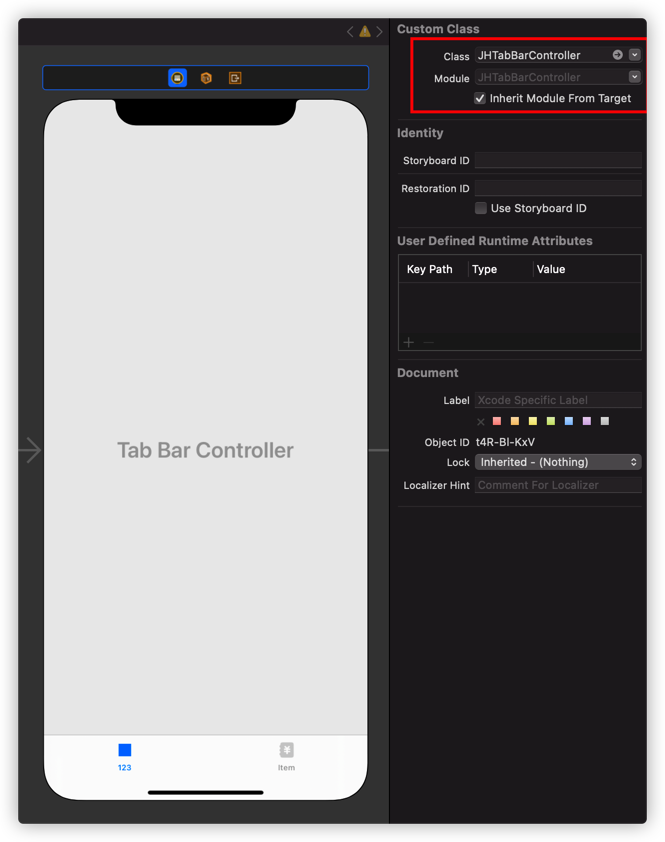 Custom Class
Class JHTabBarController
Module JHTabBarController
Inherit Module From Target
Identity
Storyboard ID
Restoration ID
Use Storyboard ID
User Defined Runtime Attributes
Key Path Type Value
Document
Label Xcode Specific Label
Object ID t4R-BI-KxV
Lock Inherited - (Nothing)
Localizer Hint Comment For Localizer
Tab Bar Controller
¥
123 Item